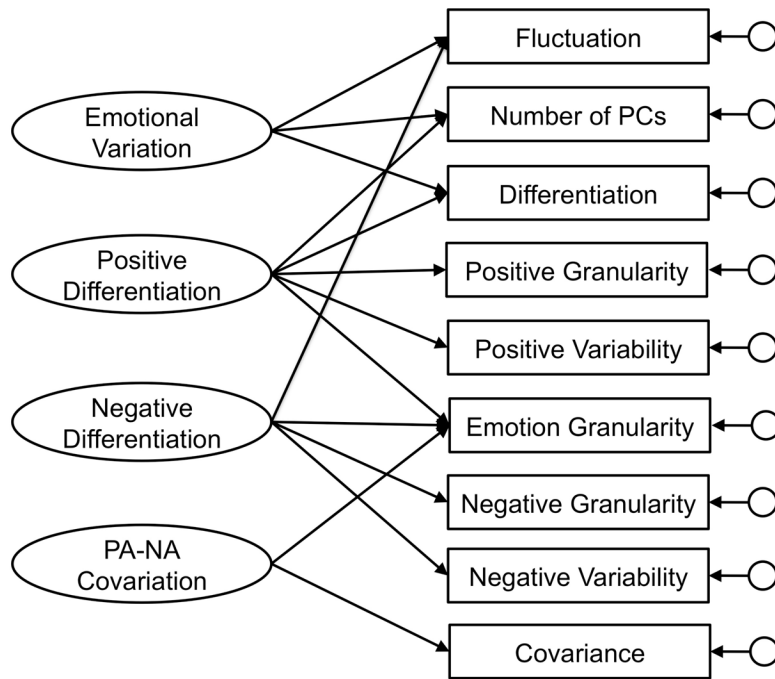 Emotional
Variation
Positive
Differentiation
Negative
Differentiation
PA-NA
Covariation
Fluctuation
Number of PCs
Differentiation
Positive Granularity
Positive Variability
Emotion Granularity
Negative Granularity
Negative Variability
Covariance